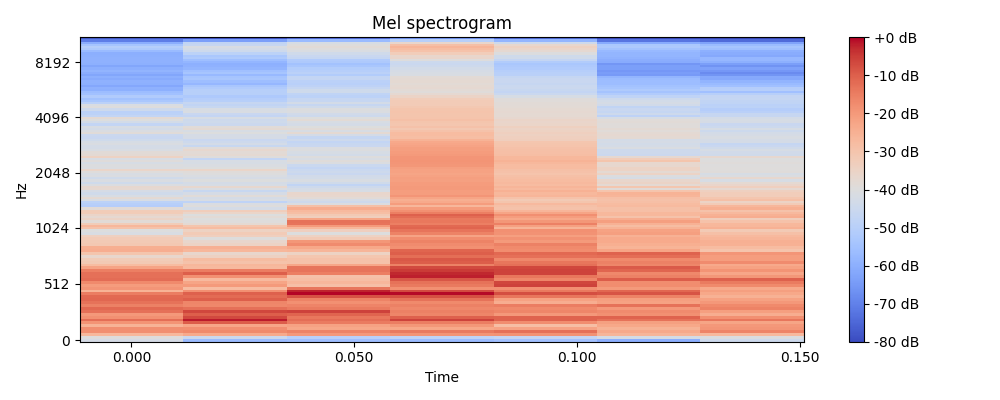 Mel spectrogram
Hz
8192
4096
2048
1024
512
0
0.000 0.050 0.100 0.150
Time
+0 dB
-10 dB
-20 dB
-30 dB
-40 dB
-50 dB
-60 dB
-70 dB
-80 dB